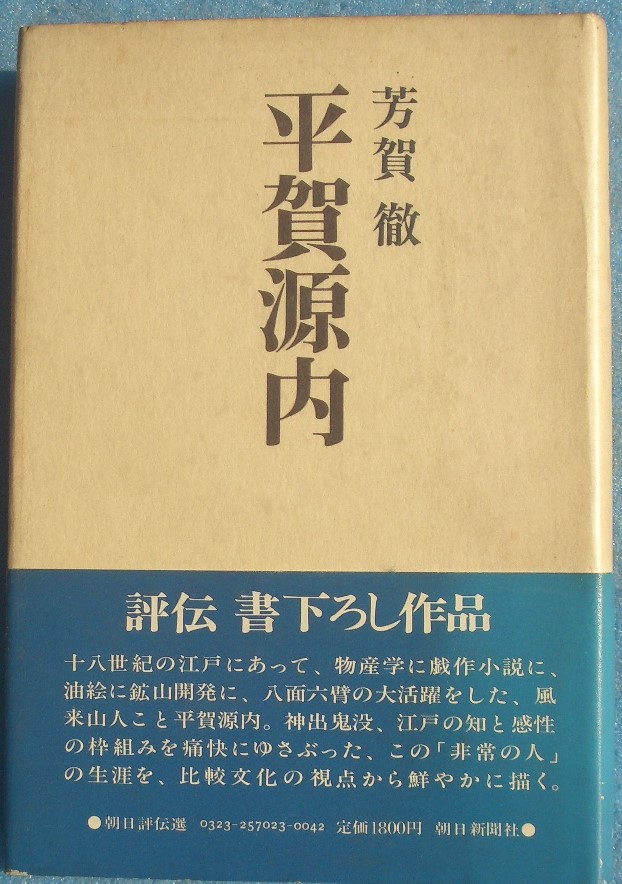 芳賀 徹
平賀源内
評伝 書下ろし作品
十八世紀の江戸にあって、物産学に戯作小説に、
油絵に鉱山開発に、八面六臂の大活躍をした、風
来山人こと平賀源内。神出鬼没、江戸の知と感性
の枠組みを痛快にゆさぶった、この「非常の人」
の生涯を、比較文化の視点から鮮やかに描く。
●朝日評伝選 0323-257023-0042 定価1800円 朝日新聞社●